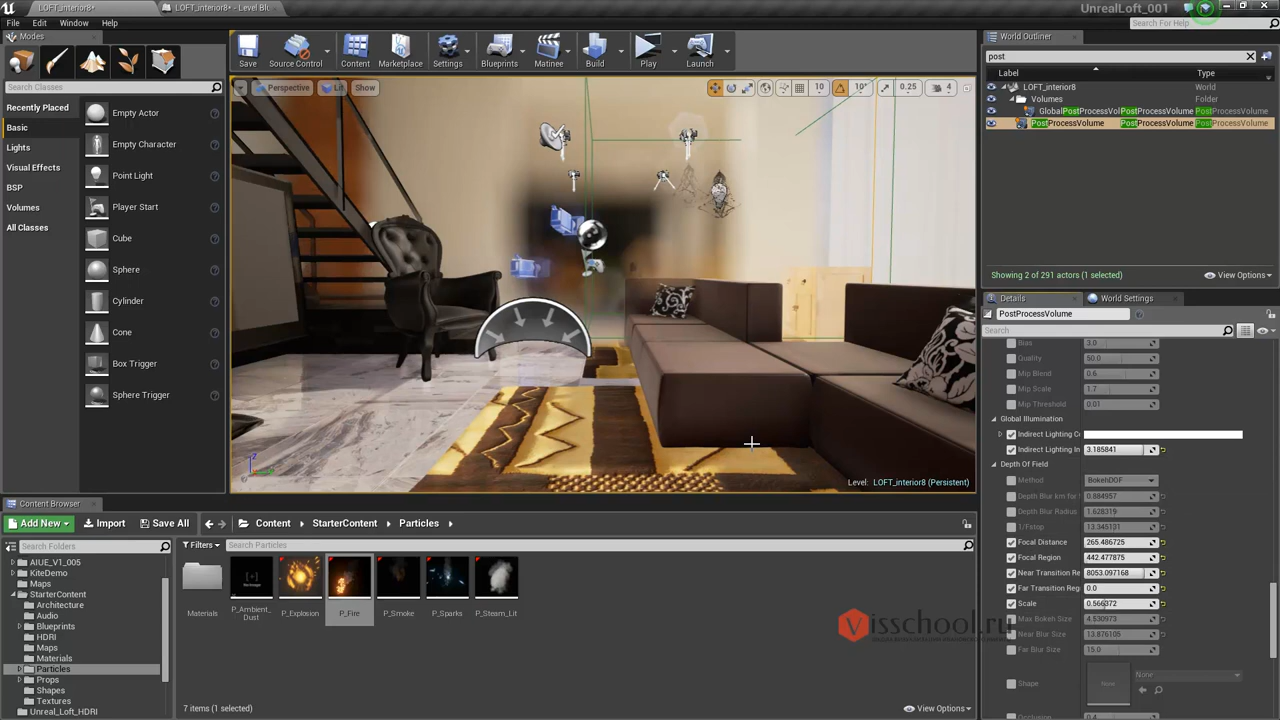 LOFT_interior8*
LOFT_interior8* - Level Blu
UnrealLoft_001
File Edit Window Help
Search For Help
Modes
Search Classes
Recently Placed
Basic
Lights
Visual Effects
BSP
Volumes
All Classes
Empty Actor
Empty Character
Point Light
Player Start
Cube
Sphere
Cylinder
Cone
Box Trigger
Sphere Trigger
Save
Source Control
Content
Marketplace
Settings
Blueprints
Matinee
Build
Play
Launch
Perspective
Lit
Show
10
10°
0.25
4
Level: LOFT_interior8 (Persistent)
World Outliner
post
Label Type
LOFT_interior8 World
Volumes Folder
GlobalPostProcessVol PostProcessVolume PostProcessVolume
PostProcessVolume PostProcessVolume PostProcessVolume
Showing 2 of 291 actors (1 selected)
View Options
Details
World Settings
PostProcessVolume
Search
Bias 3.0
Quality 50.0
Mip Blend 0.6
Mip Scale 1.7
Mip Threshold 0.01
Global Illumination
Indirect Lighting C
Indirect Lighting In 3.185841
Depth Of Field
Method BokehDOF
Depth Blur km for 0.884957
Depth Blur Radius 1.628319
1/Fstop 13.345131
Focal Distance 265.486725
Focal Region 442.477875
Near Transition Re 8053.097168
Far Transition Reg 0.0
Scale 0.566372
Max Bokeh Size 4.530973
Near Blur Size 13.876105
Far Blur Size 15.0
Shape None None
Content Browser
Add New Import Save All Content StarterContent Particles
Search Folders
Filters
Search Particles
AIUE_V1_005
KiteDemo
Maps
StarterContent
Architecture
Audio
Blueprints
HDRI
Maps
Materials
Particles
Props
Shapes
Textures
Unreal_Loft_HDRI
Materials
P_Ambient_Dust
P_Explosion
P_Fire
P_Smoke
P_Sparks
P_Steam_Lit
7 items (1 selected)
View Options
visschool.ru